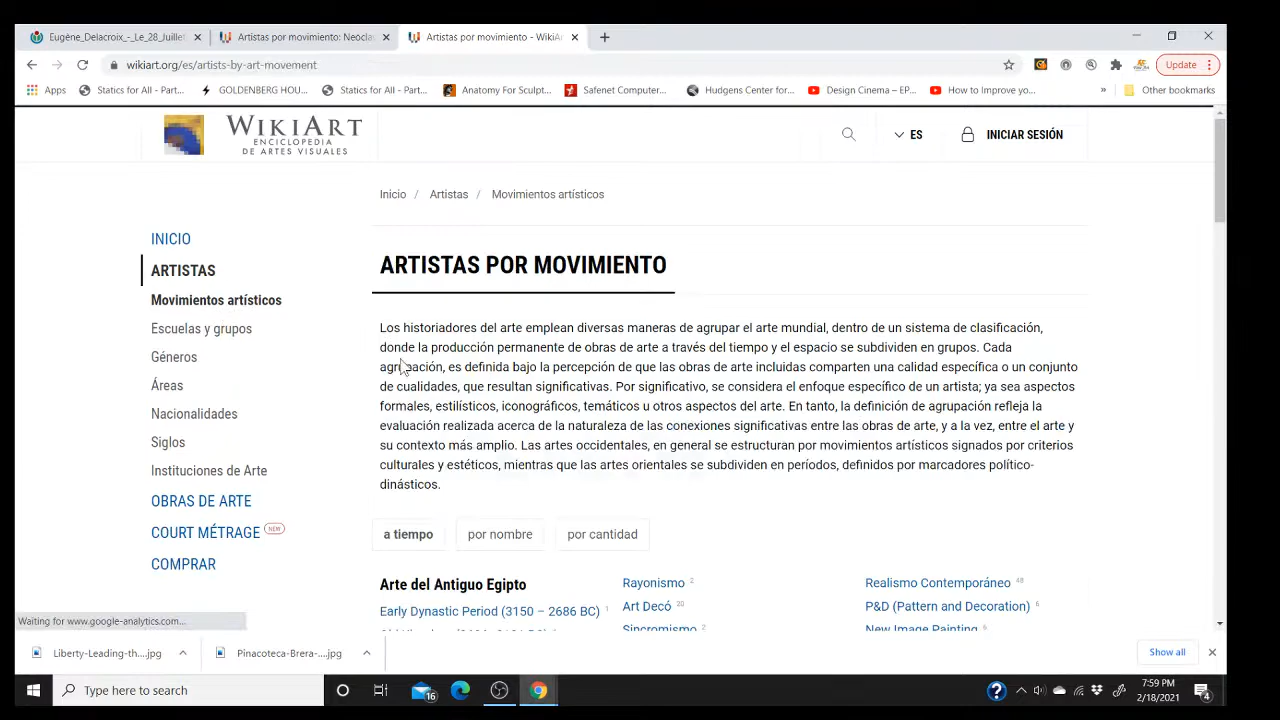 Eugène_Delacroix_-_Le_28_Juillet
Artistas por movimiento: Neoclas
Artistas por movimiento - WikiAr
wikiart.org/es/artists-by-art-movement
Update
Apps
Statics for All - Part...
GOLDENBERG HOU...
Statics for All - Part...
Anatomy For Sculpt...
Safenet Computer...
Hudgens Center for...
Design Cinema – EP...
How to Improve yo...
»
Other bookmarks
WIKIART
ENCICLOPEDIA
DE ARTES VISUALES
ES
INICIAR SESIÓN
Inicio / Artistas / Movimientos artísticos
INICIO
ARTISTAS
Movimientos artísticos
Escuelas y grupos
Géneros
Áreas
Nacionalidades
Siglos
Instituciones de Arte
OBRAS DE ARTE
COURT MÉTRAGE NEW
COMPRAR
ARTISTAS POR MOVIMIENTO
Los historiadores del arte emplean diversas maneras de agrupar el arte mundial, dentro de un sistema de clasificación,
donde la producción permanente de obras de arte a través del tiempo y el espacio se subdividen en grupos. Cada
agrupación, es definida bajo la percepción de que las obras de arte incluidas comparten una calidad específica o un conjunto
de cualidades, que resultan significativas. Por significativo, se considera el enfoque específico de un artista; ya sea aspectos
formales, estilísticos, iconográficos, temáticos u otros aspectos del arte. En tanto, la definición de agrupación refleja la
evaluación realizada acerca de la naturaleza de las conexiones significativas entre las obras de arte, y a la vez, entre el arte y
su contexto más amplio. Las artes occidentales, en general se estructuran por movimientos artísticos signados por criterios
culturales y estéticos, mientras que las artes orientales se subdividen en períodos, definidos por marcadores político-
dinásticos.
a tiempo
por nombre
por cantidad
Arte del Antiguo Egipto
Early Dynastic Period (3150 – 2686 BC) 1
Rayonismo 2
Art Decó 20
Sincromismo 2
Realismo Contemporáneo 48
P&D (Pattern and Decoration) 6
New Image Painting 6
Waiting for www.google-analytics.com...
Liberty-Leading-th....jpg
Pinacoteca-Brera-....jpg
Show all
Type here to search
16
7:59 PM
2/18/2021
4